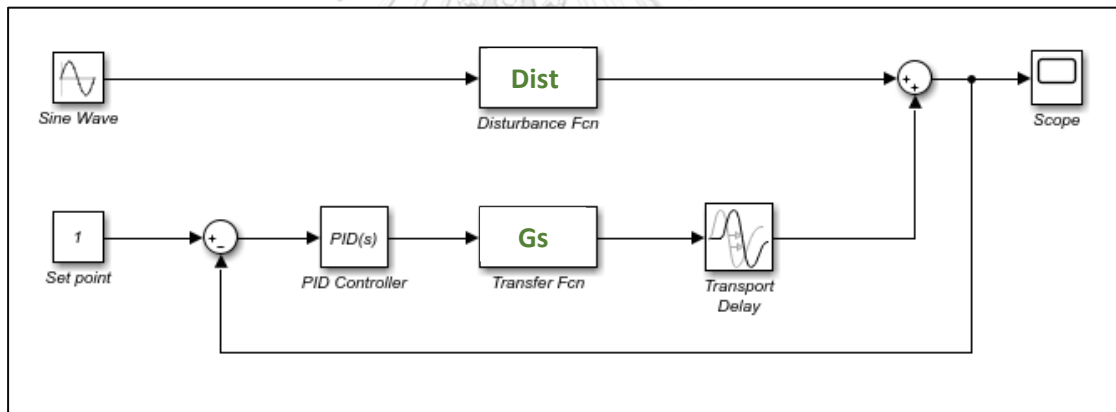 Dist
Sine Wave
Disturbance Fcn
Scope
1
PID(s)
Gs
Set point
PID Controller
Transfer Fcn
Transport
Delay